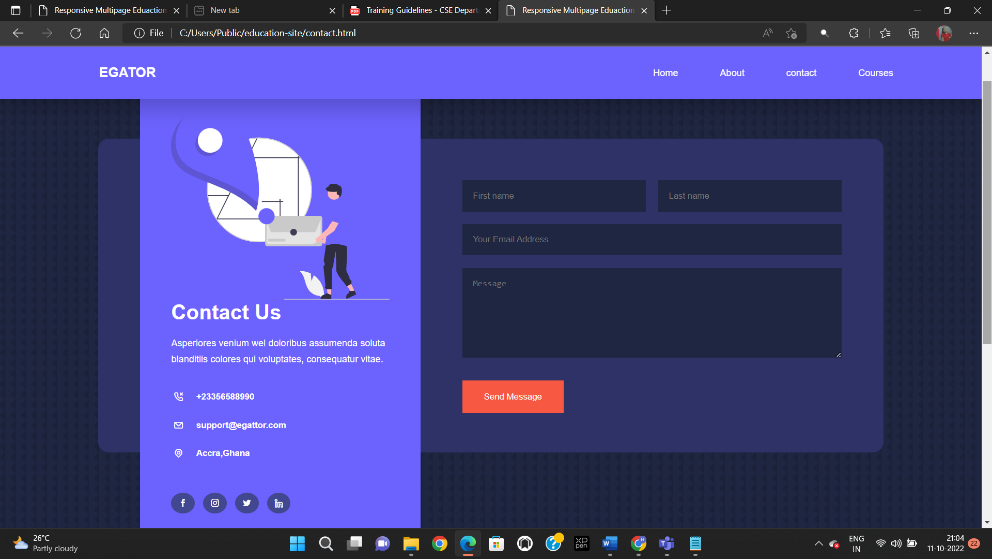 Responsive Multipage Eduaction
New tab
Training Guidelines - CSE Depart
Responsive Multipage Eduaction
File
C:/Users/Public/education-site/contact.html
EGATOR
Home
About
contact
Courses
First name
Last name
Your Email Address
Message
Send Message
Contact Us
Asperiores venium wel doloribus assumenda soluta
blanditiis colores qui voluptates, consequatur vitae.
+23356588990
support@egattor.com
Accra,Ghana
26°C
Partly cloudy
ENG
IN
21:04
11-10-2022
22